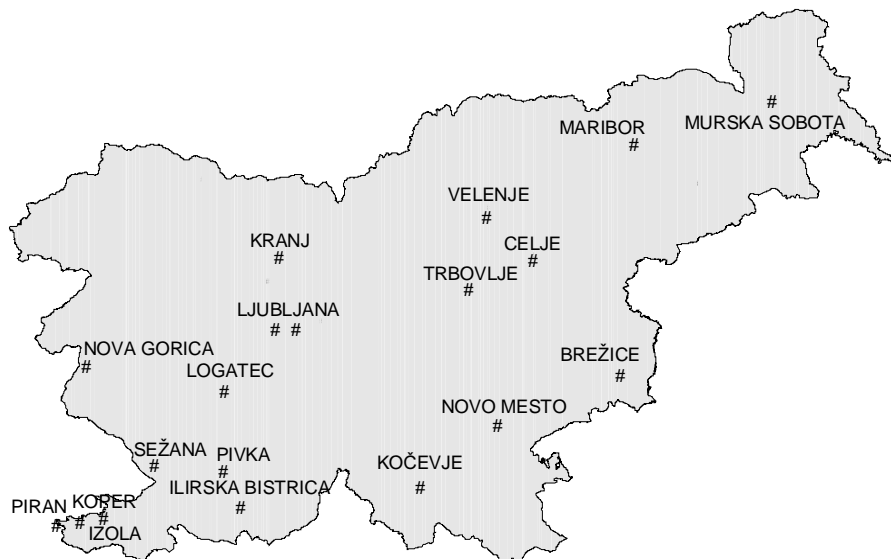 MURSKA SOBOTA
#
MARIBOR
#
VELENJE
#
CELJE
#
KRANJ
#
TRBOVLJE
#
LJUBLJANA
# #
NOVA GORICA
#
BREŽICE
#
LOGATEC
#
NOVO MESTO
#
SEŽANA
#
PIVKA
#
KOČEVJE
#
ILIRSKA BISTRICA
#
PIRAN
#
KOPER
#
#
IZOLA